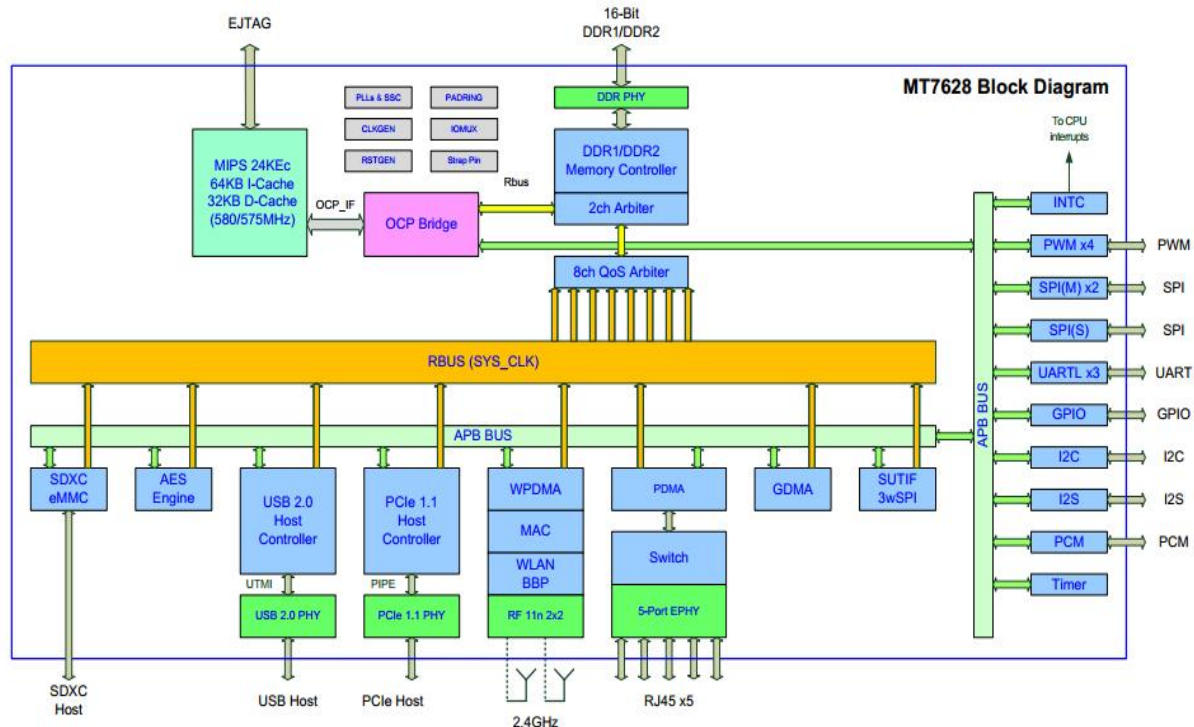 EJTAG
16-Bit
DDR1/DDR2
MT7628 Block Diagram
PLLs & SSC
PADRING
DDR PHY
CLKGEN
IOMUX
RSTGEN
Strap Pin
To CPU
interrupts
MIPS 24KEc
64KB I-Cache
32KB D-Cache
(580/575MHz)
OCP_IF
OCP Bridge
Rbus
DDR1/DDR2
Memory Controller
2ch Arbiter
8ch QoS Arbiter
RBUS (SYS_CLK)
APB BUS
APB BUS
INTC
PWM x4
PWM
SPI(M) x2
SPI
SPI(S)
SPI
UARTL x3
UART
GPIO
GPIO
I2C
I2C
I2S
I2S
PCM
PCM
Timer
SDXC
eMMC
AES
Engine
USB 2.0
Host
Controller
PCIe 1.1
Host
Controller
WPDMA
MAC
WLAN
BBP
RF 11n 2x2
PDMA
Switch
5-Port EPHY
GDMA
SUTIF
3wSPI
UTMI
PIPE
USB 2.0 PHY
PCIe 1.1 PHY
SDXC
Host
USB Host
PCIe Host
2.4GHz
RJ45 x5